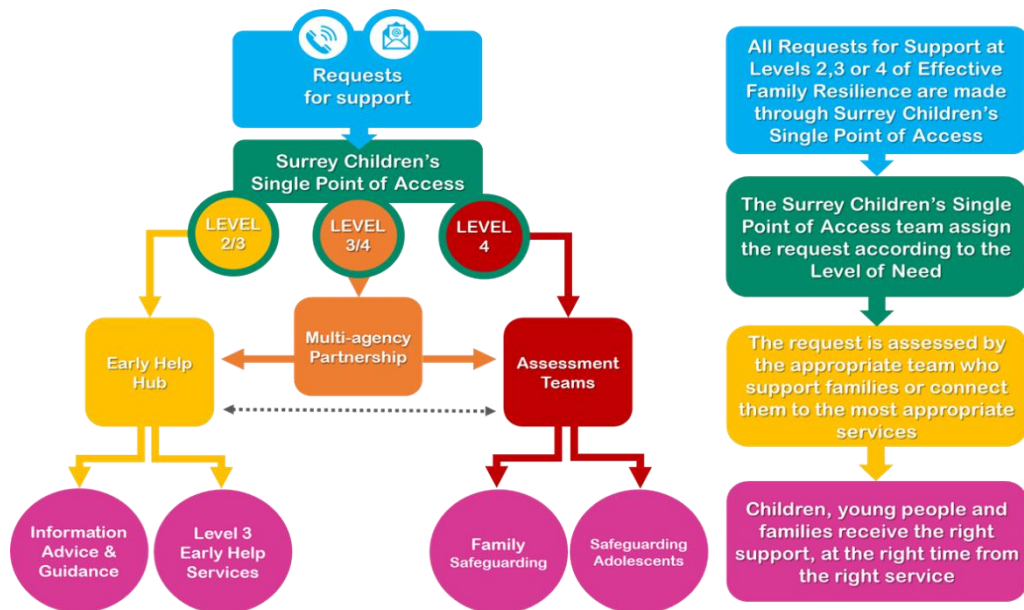 Requests
for support
Surrey Children's
Single Point of Access
LEVEL
2/3
LEVEL
3/4
LEVEL
4
Early Help
Hub
Multi-agency
Partnership
Assessment
Teams
Information
Advice &
Guidance
Level 3
Early Help
Services
Family
Safeguarding
Safeguarding
Adolescents
All Requests for Support at
Levels 2,3 or 4 of Effective
Family Resilience are made
through Surrey Children's
Single Point of Access
The Surrey Children's Single
Point of Access team assign
the request according to the
Level of Need
The request is assessed by
the appropriate team who
support families or connect
them to the most appropriate
services
Children, young people and
families receive the right
support, at the right time from
the right service